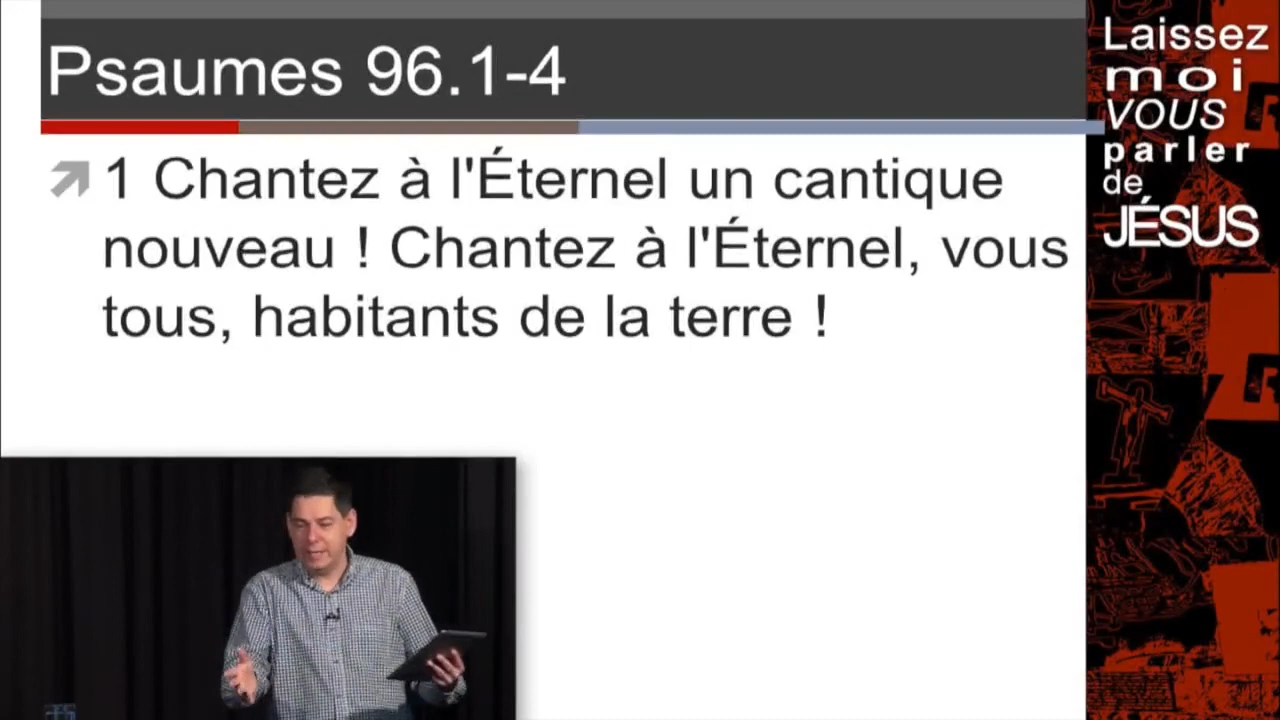 Psaumes 96.1-4
1 Chantez à l'Éternel un cantique
nouveau ! Chantez à l'Éternel, vous
tous, habitants de la terre !
Laissez
moi
vous
parler
de
JÉSUS